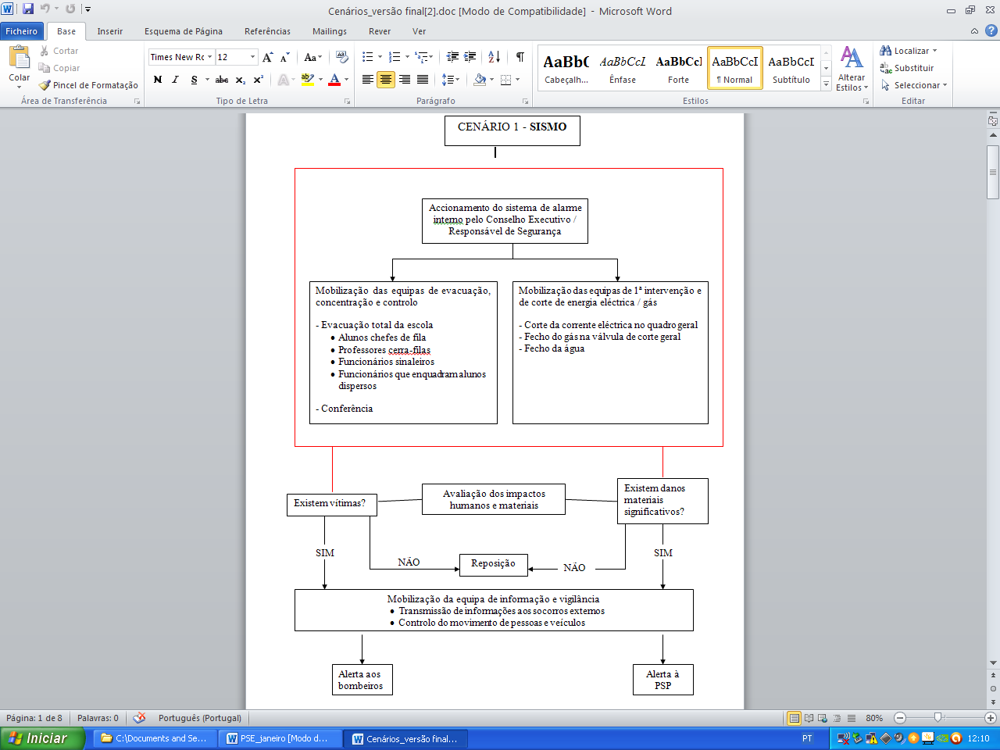 Cenários_versão final[2].doc [Modo de Compatibilidade] - Microsoft Word
Ficheiro Base Inserir Esquema de Página Referências Mailings Rever Ver
Colar
Cortar
Copiar
Pincel de Formatação
Área de Transferência
Times New Rc 12
N I S abc x₂ x²
Tipo de Letra
Parágrafo
AaBbC AaBbCcI AaBbCcl AaBbCcI AaBbCcI
Cabeçalh... Ênfase Forte ¶ Normal Subtítulo
Alterar
Estilos
Estilos
Localizar
Substituir
Seleccionar
Editar
CENÁRIO 1 - SISMO
Accionamento do sistema de alarme
interno pelo Conselho Executivo /
Responsável de Segurança
Mobilização das equipas de evacuação,
concentração e controlo
- Evacuação total da escola
• Alunos chefes de fila
• Professores cerra-filas
• Funcionários sinaleiros
• Funcionários que enquadram alunos
dispersos
- Conferência
Mobilização das equipas de 1ª intervenção e
de corte de energia eléctrica / gás
- Corte da corrente eléctrica no quadro geral
- Fecho do gás na válvula de corte geral
- Fecho da água
Existem vítimas?
Avaliação dos impactos
humanos e materiais
Existem danos
materiais
significativos?
SIM
NÃO
Reposição
NÃO
SIM
Mobilização da equipa de informação e vigilância
• Transmissão de informações aos socorros externos
• Controlo do movimento de pessoas e veículos
Alerta aos
bombeiros
Alerta à
PSP
Página: 1 de 8 Palavras: 0 Português (Portugal) 80%
Iniciar C:\Documents and Se... PSE_janeiro [Modo d... Cenários_versão final... PT 12:10